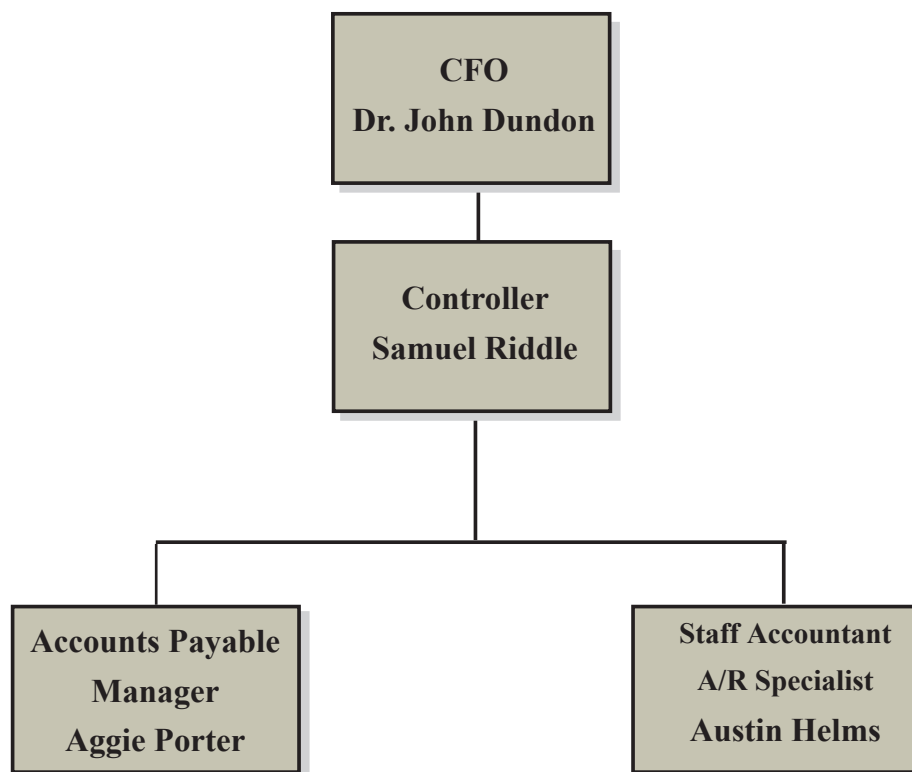 CFO
Dr. John Dundon
Controller
Samuel Riddle
Accounts Payable
Manager
Aggie Porter
Staff Accountant
A/R Specialist
Austin Helms